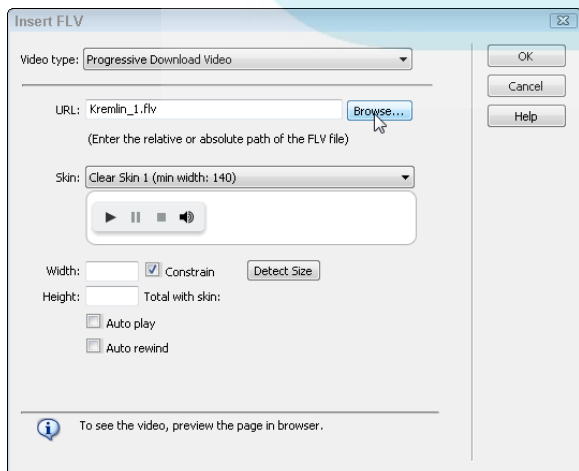 Insert FLV
Video type: Progressive Download Video
OK
Cancel
Help
URL: Kremlin_1.flv Browse...
(Enter the relative or absolute path of the FLV file)
Skin: Clear Skin 1 (min width: 140)
Width: Constrain Detect Size
Height: Total with skin:
Auto play
Auto rewind
To see the video, preview the page in browser.